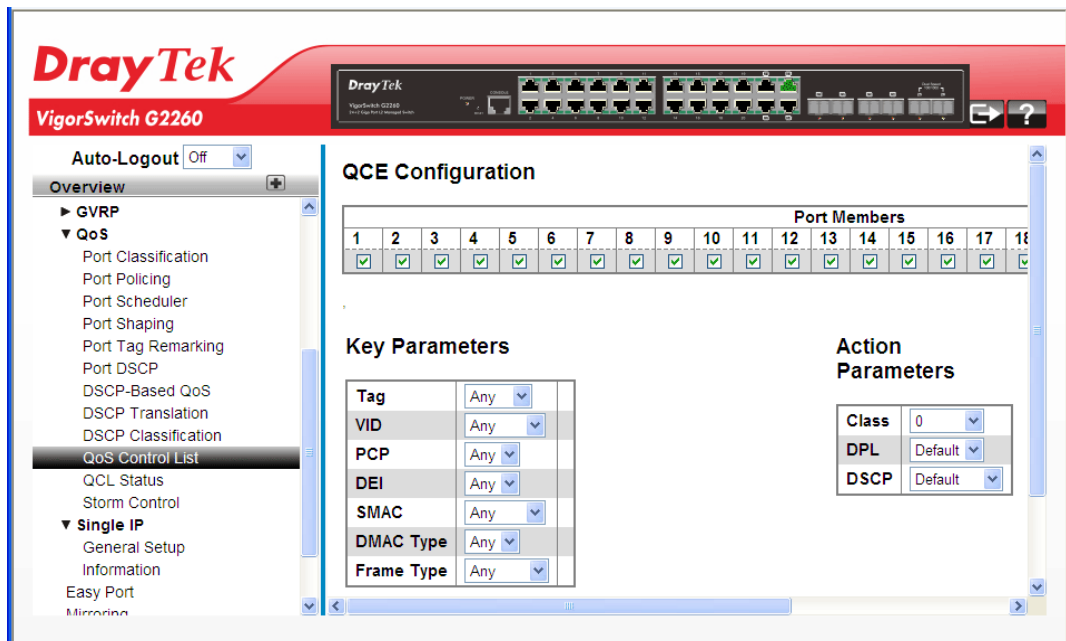 DrayTek
VigorSwitch G2260
DrayTek
VigorSwitch G2260
Auto-Logout Off
Overview
► GVRP
▼ QoS
Port Classification
Port Policing
Port Scheduler
Port Shaping
Port Tag Remarking
Port DSCP
DSCP-Based QoS
DSCP Translation
DSCP Classification
QoS Control List
QCL Status
Storm Control
▼ Single IP
General Setup
Information
Easy Port
Mirroring
QCE Configuration
Port Members
1 2 3 4 5 6 7 8 9 10 11 12 13 14 15 16 17 18
Key Parameters
Tag Any
VID Any
PCP Any
DEI Any
SMAC Any
DMAC Type Any
Frame Type Any
Action
Parameters
Class 0
DPL Default
DSCP Default